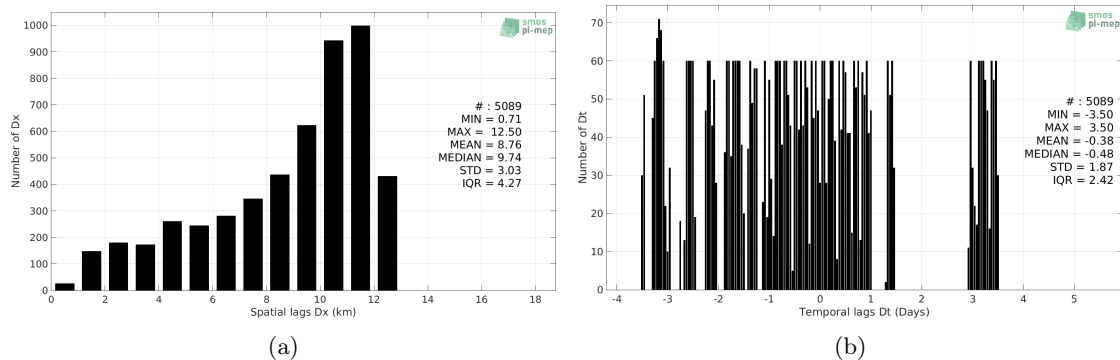 1000
900
800
700
600
500
400
300
200
100
0
Number of Dx
0 2 4 6 8 10 12 14 16 18
Spatial lags Dx (km)
smos
pi-mep
# : 5089
MIN = 0.71
MAX = 12.50
MEAN = 8.76
MEDIAN = 9.74
STD = 3.03
IQR = 4.27
(a)
70
60
50
40
30
20
10
0
Number of Dt
-4 -3 -2 -1 0 1 2 3 4 5
Temporal lags Dt (Days)
smos
pi-mep
# : 5089
MIN = -3.50
MAX = 3.50
MEAN = -0.38
MEDIAN = -0.48
STD = 1.87
IQR = 2.42
(b)